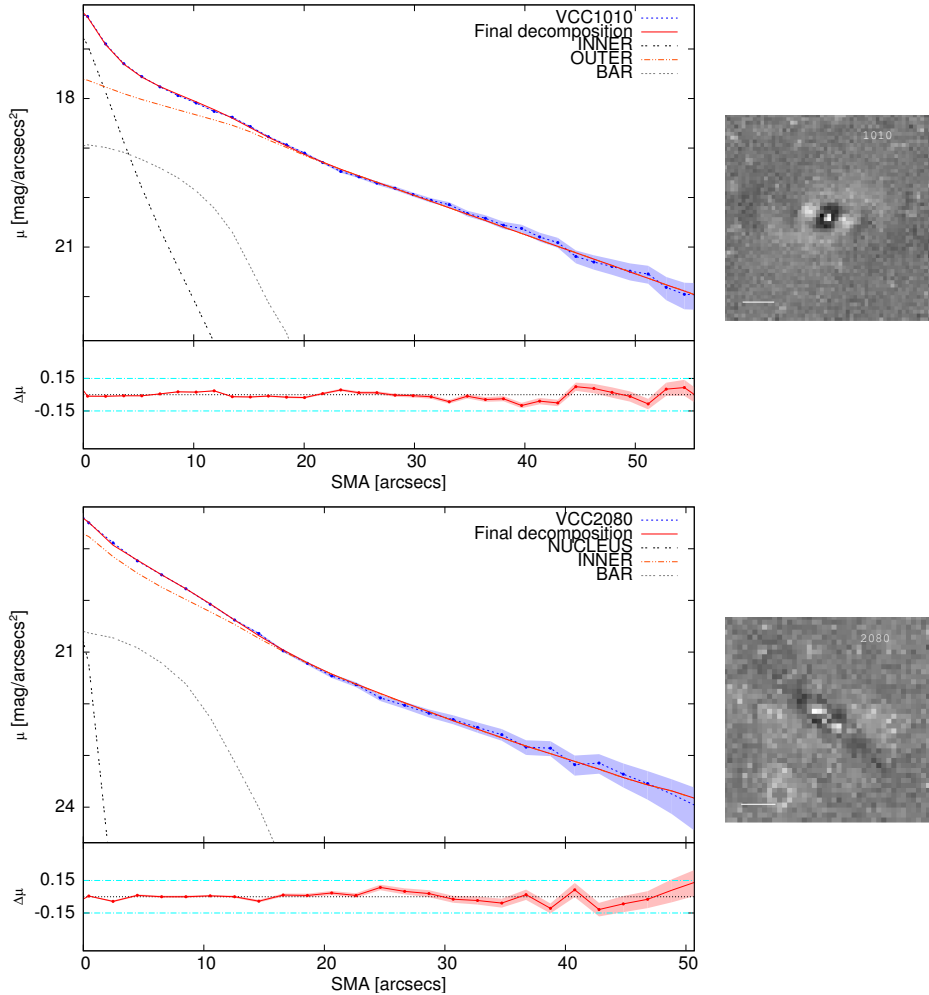 VCC1010
Final decomposition
INNER
OUTER
BAR
18
21
μ [mag/arcsecs²]
1010
0.15
-0.15
Δμ
0 10 20 30 40 50
SMA [arcsecs]
VCC2080
Final decomposition
NUCLEUS
INNER
BAR
21
24
μ [mag/arcsecs²]
2080
0.15
-0.15
Δμ
0 10 20 30 40 50
SMA [arcsecs]